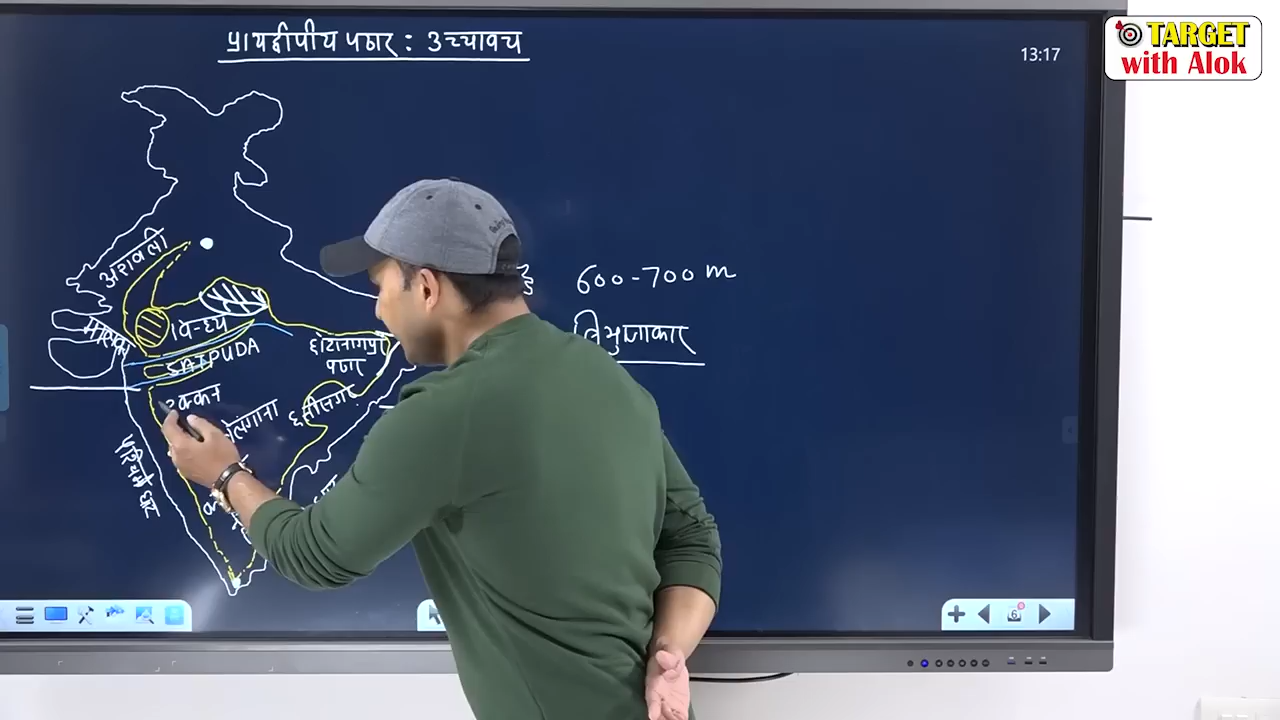 प्रायद्वीपीय पठार : उच्चावच
13:17
TARGET
with Alok
अरावली
600-700 m
मालवा
विन्ध्य
त्रिभुजाकार
SATPUDA
छोटानागपुर
पठार
दक्कन
छत्तीसगढ़
तेलंगाना
पश्चिमी घाट
6